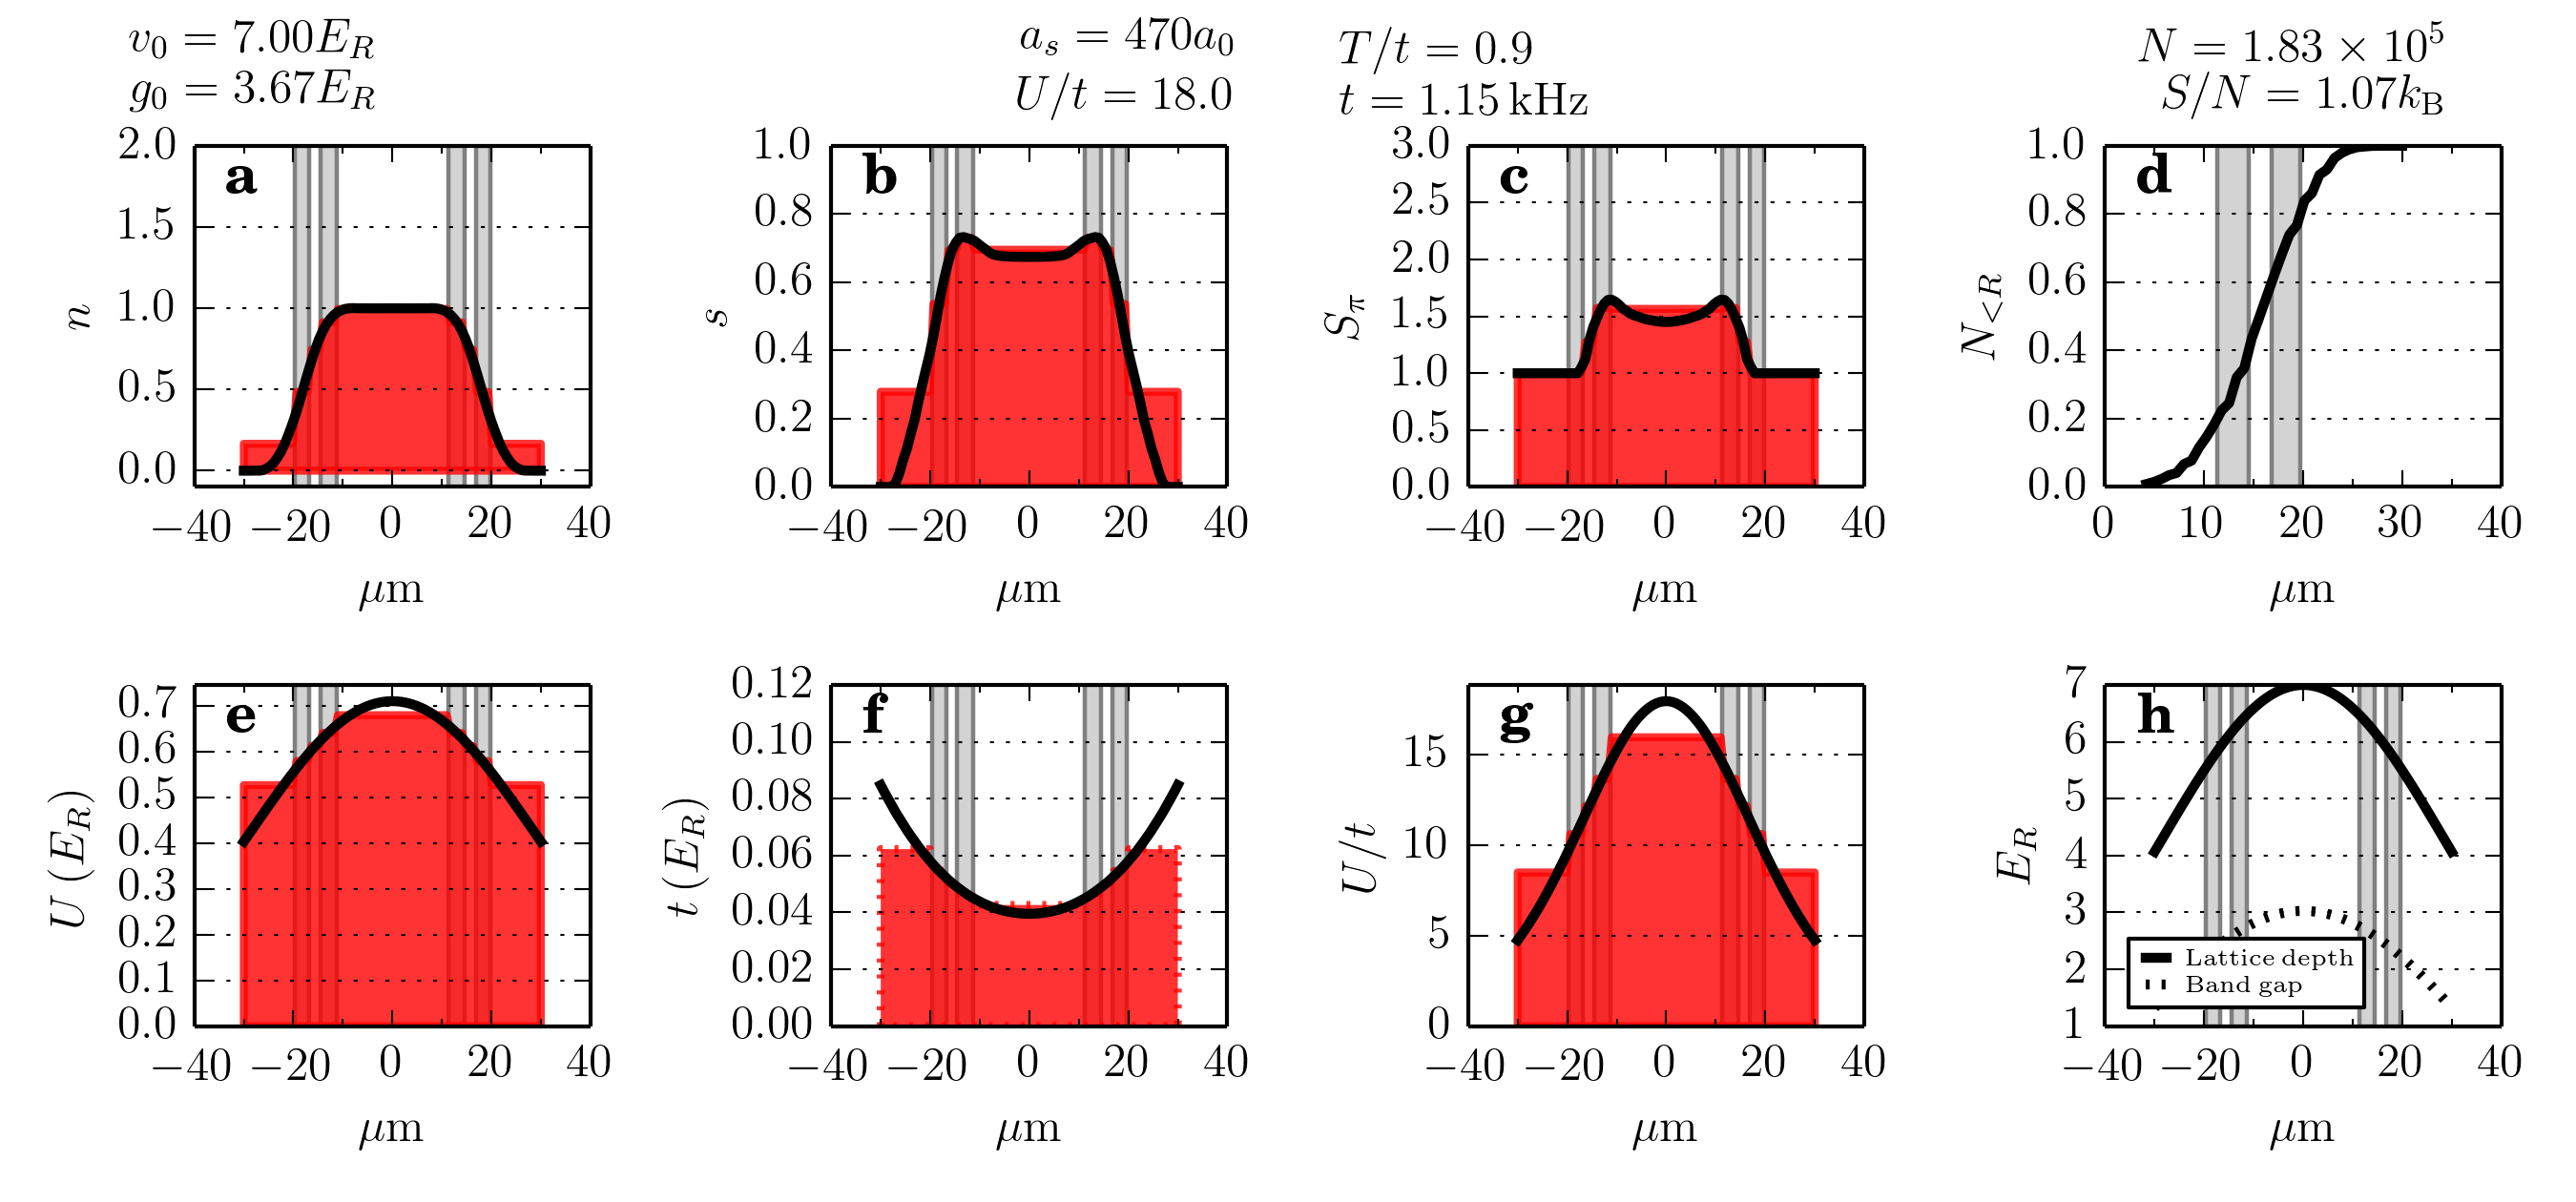 v₀ = 7.00E_R
g₀ = 3.67E_R
a_s = 470a₀
U/t = 18.0
T/t = 0.9
t = 1.15 kHz
N = 1.83 × 10⁵
S/N = 1.07k_B
a
n
2.0
1.5
1.0
0.5
0.0
−40 −20 0 20 40
μm
b
s
1.0
0.8
0.6
0.4
0.2
0.0
−40 −20 0 20 40
μm
c
S_π
3.0
2.5
2.0
1.5
1.0
0.5
0.0
−40 −20 0 20 40
μm
d
N_{<R}
1.0
0.8
0.6
0.4
0.2
0.0
0 10 20 30 40
μm
e
U (E_R)
0.7
0.6
0.5
0.4
0.3
0.2
0.1
0.0
−40 −20 0 20 40
μm
f
t (E_R)
0.12
0.10
0.08
0.06
0.04
0.02
0.00
−40 −20 0 20 40
μm
g
U/t
15
10
5
0
−40 −20 0 20 40
μm
h
E_R
7
6
5
4
3
2
1
Lattice depth
Band gap
−40 −20 0 20 40
μm